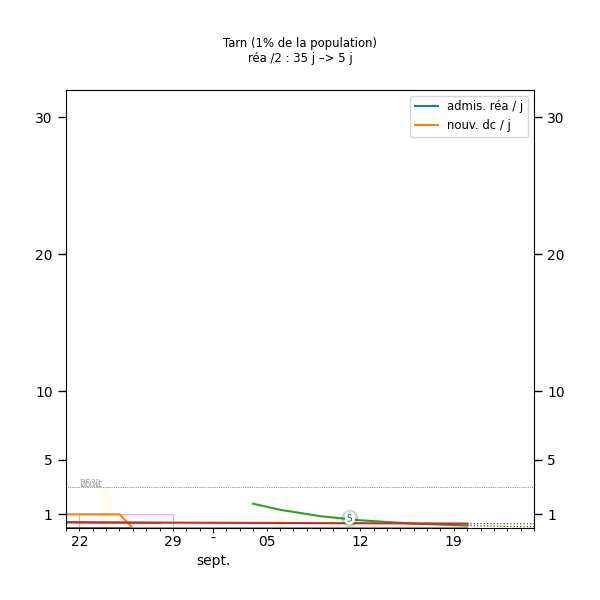 Tarn (1% de la population)
réa /2 : 35 j –> 5 j
admis. réa / j
nouv. dc / j
30 30
20 20
10 10
5 5
1 1
5
22 29 - 05 12 19
sept.